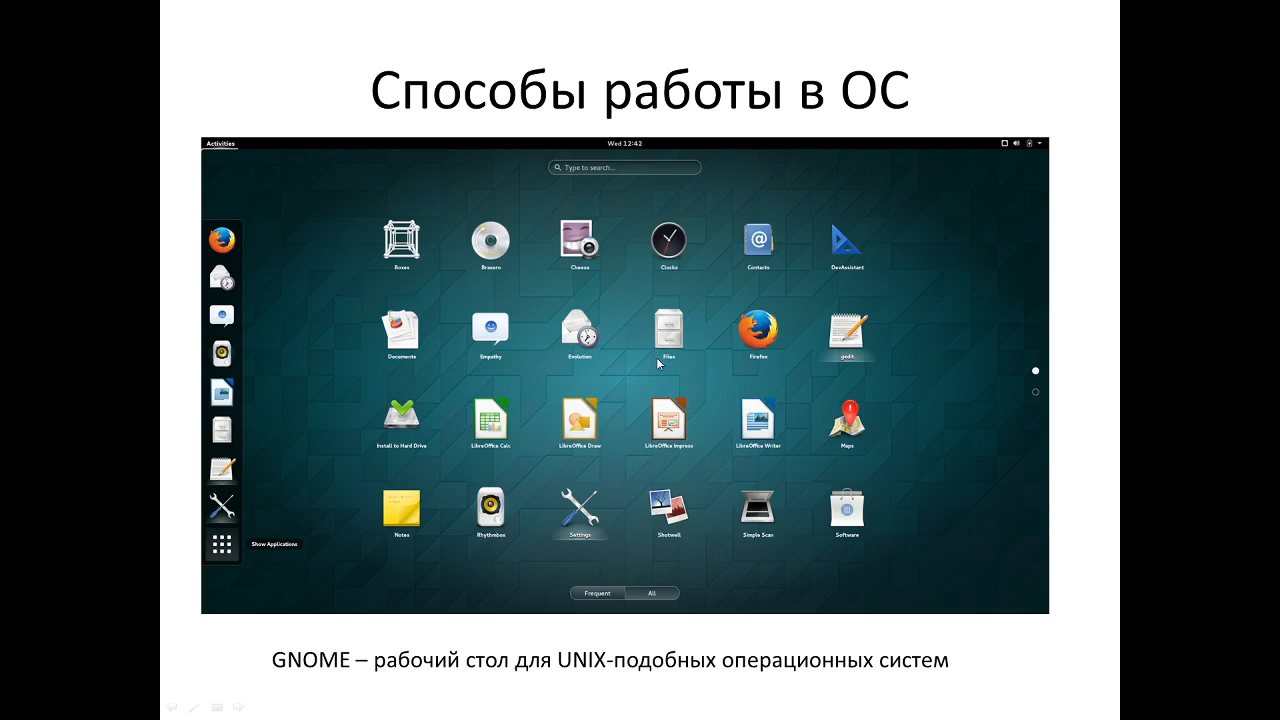 Способы работы в ОС
Activities
Wed 12:42
Type to search...
Boxes
Brasero
Cheese
Clocks
Contacts
DevAssistant
Documents
Empathy
Evolution
Files
Firefox
gedit
Install to Hard Drive
LibreOffice Calc
LibreOffice Draw
LibreOffice Impress
LibreOffice Writer
Maps
Notes
Rhythmbox
Settings
Shotwell
Simple Scan
Software
Show Applications
Frequent
All
GNOME – рабочий стол для UNIX-подобных операционных систем